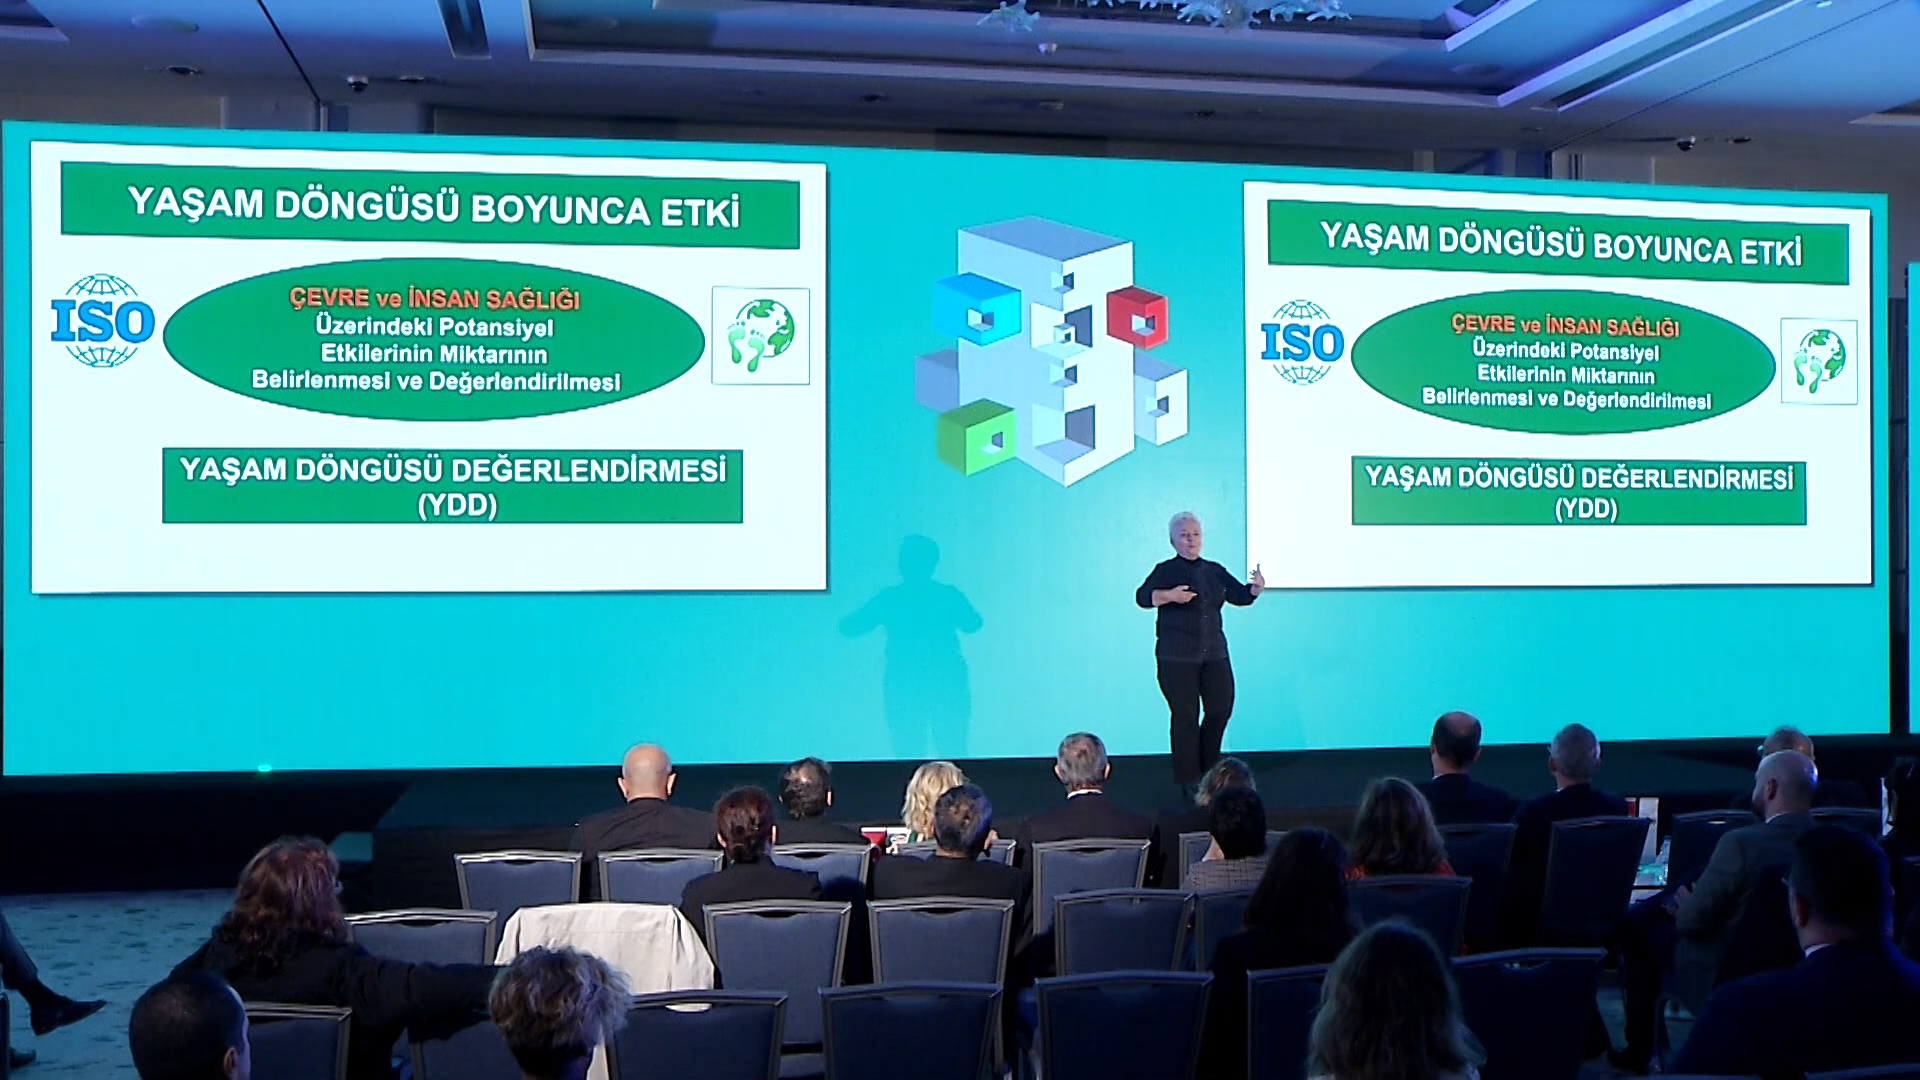 YAŞAM DÖNGÜSÜ BOYUNCA ETKİ
ISO
ÇEVRE ve İNSAN SAĞLIĞI
Üzerindeki Potansiyel
Etkilerinin Miktarının
Belirlenmesi ve Değerlendirilmesi
YAŞAM DÖNGÜSÜ DEĞERLENDİRMESİ
(YDD)
YAŞAM DÖNGÜSÜ BOYUNCA ETKİ
ISO
ÇEVRE ve İNSAN SAĞLIĞI
Üzerindeki Potansiyel
Etkilerinin Miktarının
Belirlenmesi ve Değerlendirilmesi
YAŞAM DÖNGÜSÜ DEĞERLENDİRMESİ
(YDD)